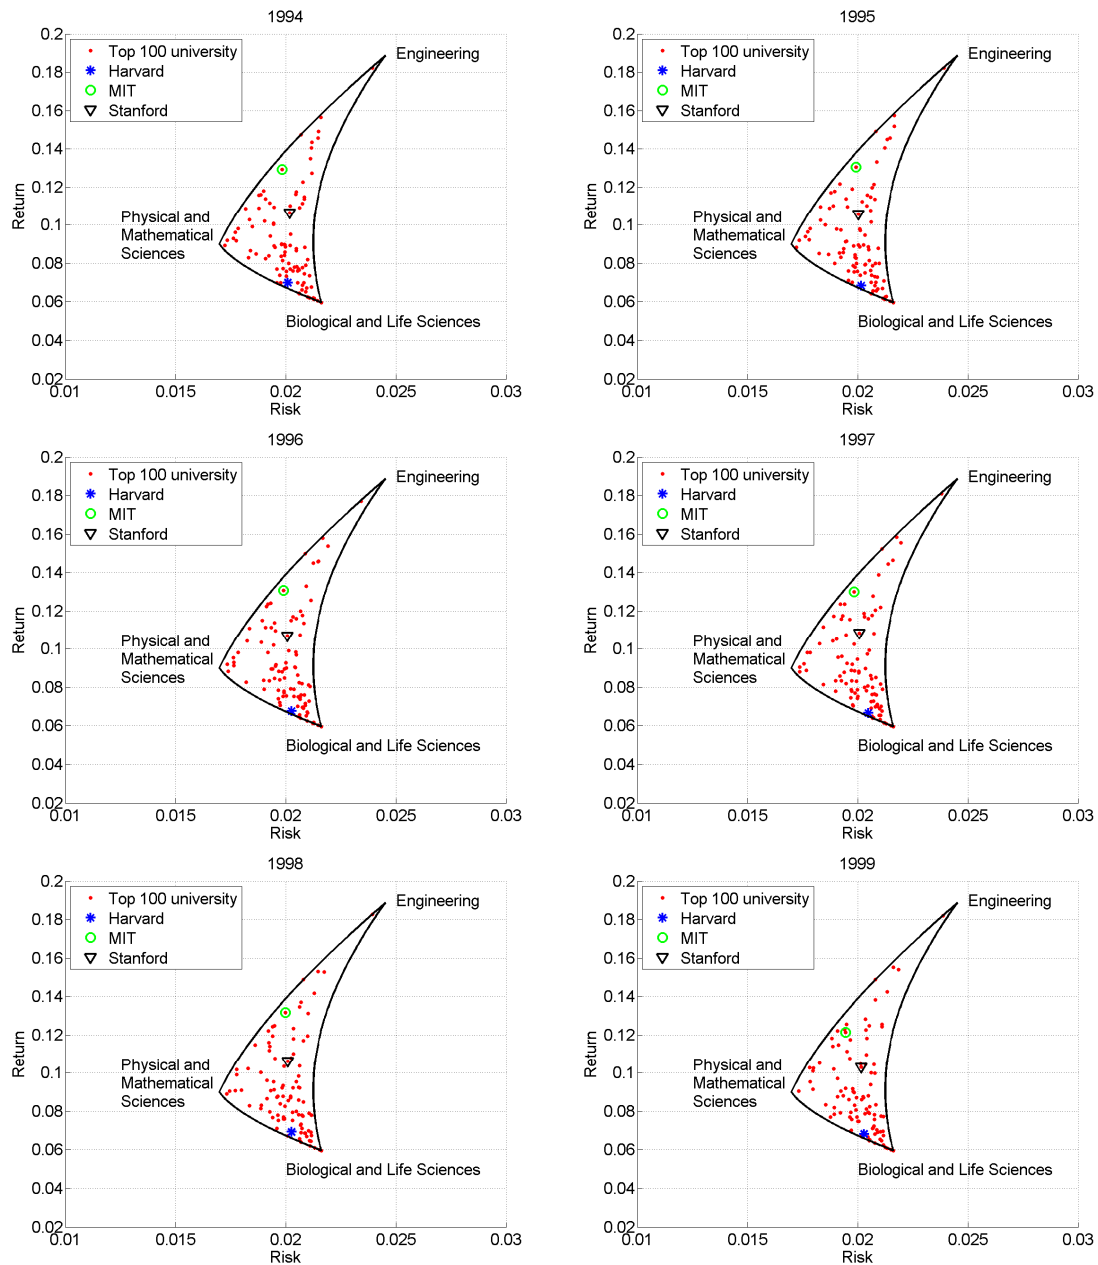 1994
0.2
0.18
0.16
0.14
0.12
0.1
0.08
0.06
0.04
0.02
Return
Top 100 university
Harvard
MIT
Stanford
Engineering
Physical and
Mathematical
Sciences
Biological and Life Sciences
0.01 0.015 0.02 0.025 0.03
Risk
1995
0.2
0.18
0.16
0.14
0.12
0.1
0.08
0.06
0.04
0.02
Return
Top 100 university
Harvard
MIT
Stanford
Engineering
Physical and
Mathematical
Sciences
Biological and Life Sciences
0.01 0.015 0.02 0.025 0.03
Risk
1996
0.2
0.18
0.16
0.14
0.12
0.1
0.08
0.06
0.04
0.02
Return
Top 100 university
Harvard
MIT
Stanford
Engineering
Physical and
Mathematical
Sciences
Biological and Life Sciences
0.01 0.015 0.02 0.025 0.03
Risk
1997
0.2
0.18
0.16
0.14
0.12
0.1
0.08
0.06
0.04
0.02
Return
Top 100 university
Harvard
MIT
Stanford
Engineering
Physical and
Mathematical
Sciences
Biological and Life Sciences
0.01 0.015 0.02 0.025 0.03
Risk
1998
0.2
0.18
0.16
0.14
0.12
0.1
0.08
0.06
0.04
0.02
Return
Top 100 university
Harvard
MIT
Stanford
Engineering
Physical and
Mathematical
Sciences
Biological and Life Sciences
0.01 0.015 0.02 0.025 0.03
Risk
1999
0.2
0.18
0.16
0.14
0.12
0.1
0.08
0.06
0.04
0.02
Return
Top 100 university
Harvard
MIT
Stanford
Engineering
Physical and
Mathematical
Sciences
Biological and Life Sciences
0.01 0.015 0.02 0.025 0.03
Risk